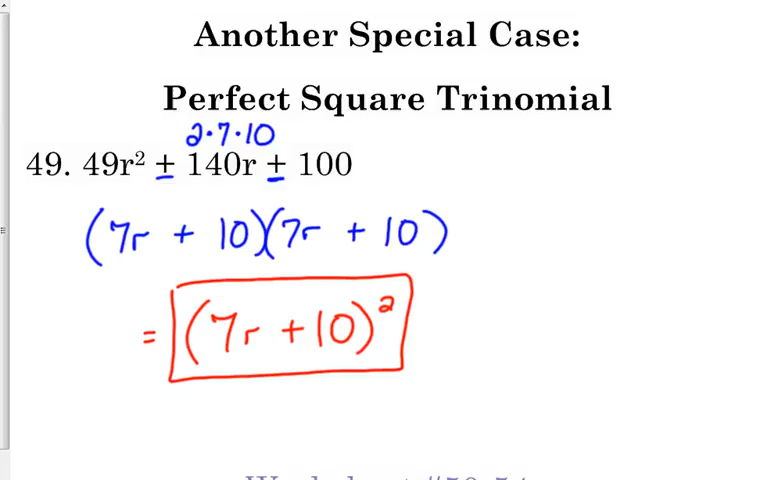 Another Special Case:
Perfect Square Trinomial
2·7·10
49. 49r² + 140r + 100
(7r + 10)(7r + 10)
= (7r + 10)²